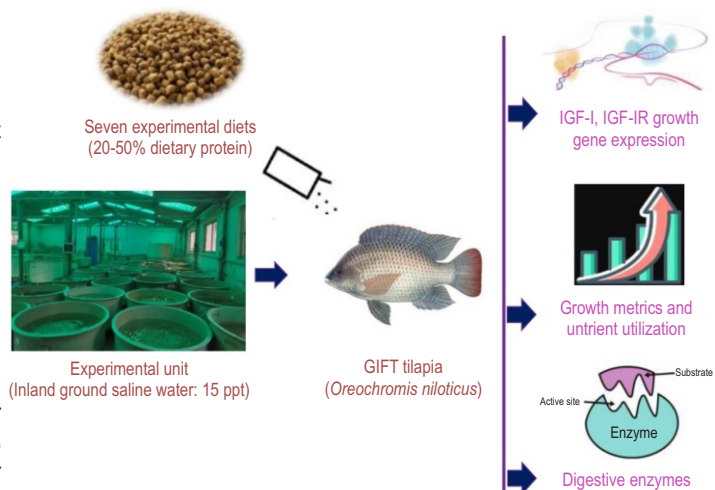 Seven experimental diets
(20-50% dietary protein)
Experimental unit
(Inland ground saline water: 15 ppt)
GIFT tilapia
(Oreochromis niloticus)
IGF-I, IGF-IR growth
gene expression
Growth metrics and
untrient utilization
Substrate
Active site
Enzyme
Digestive enzymes